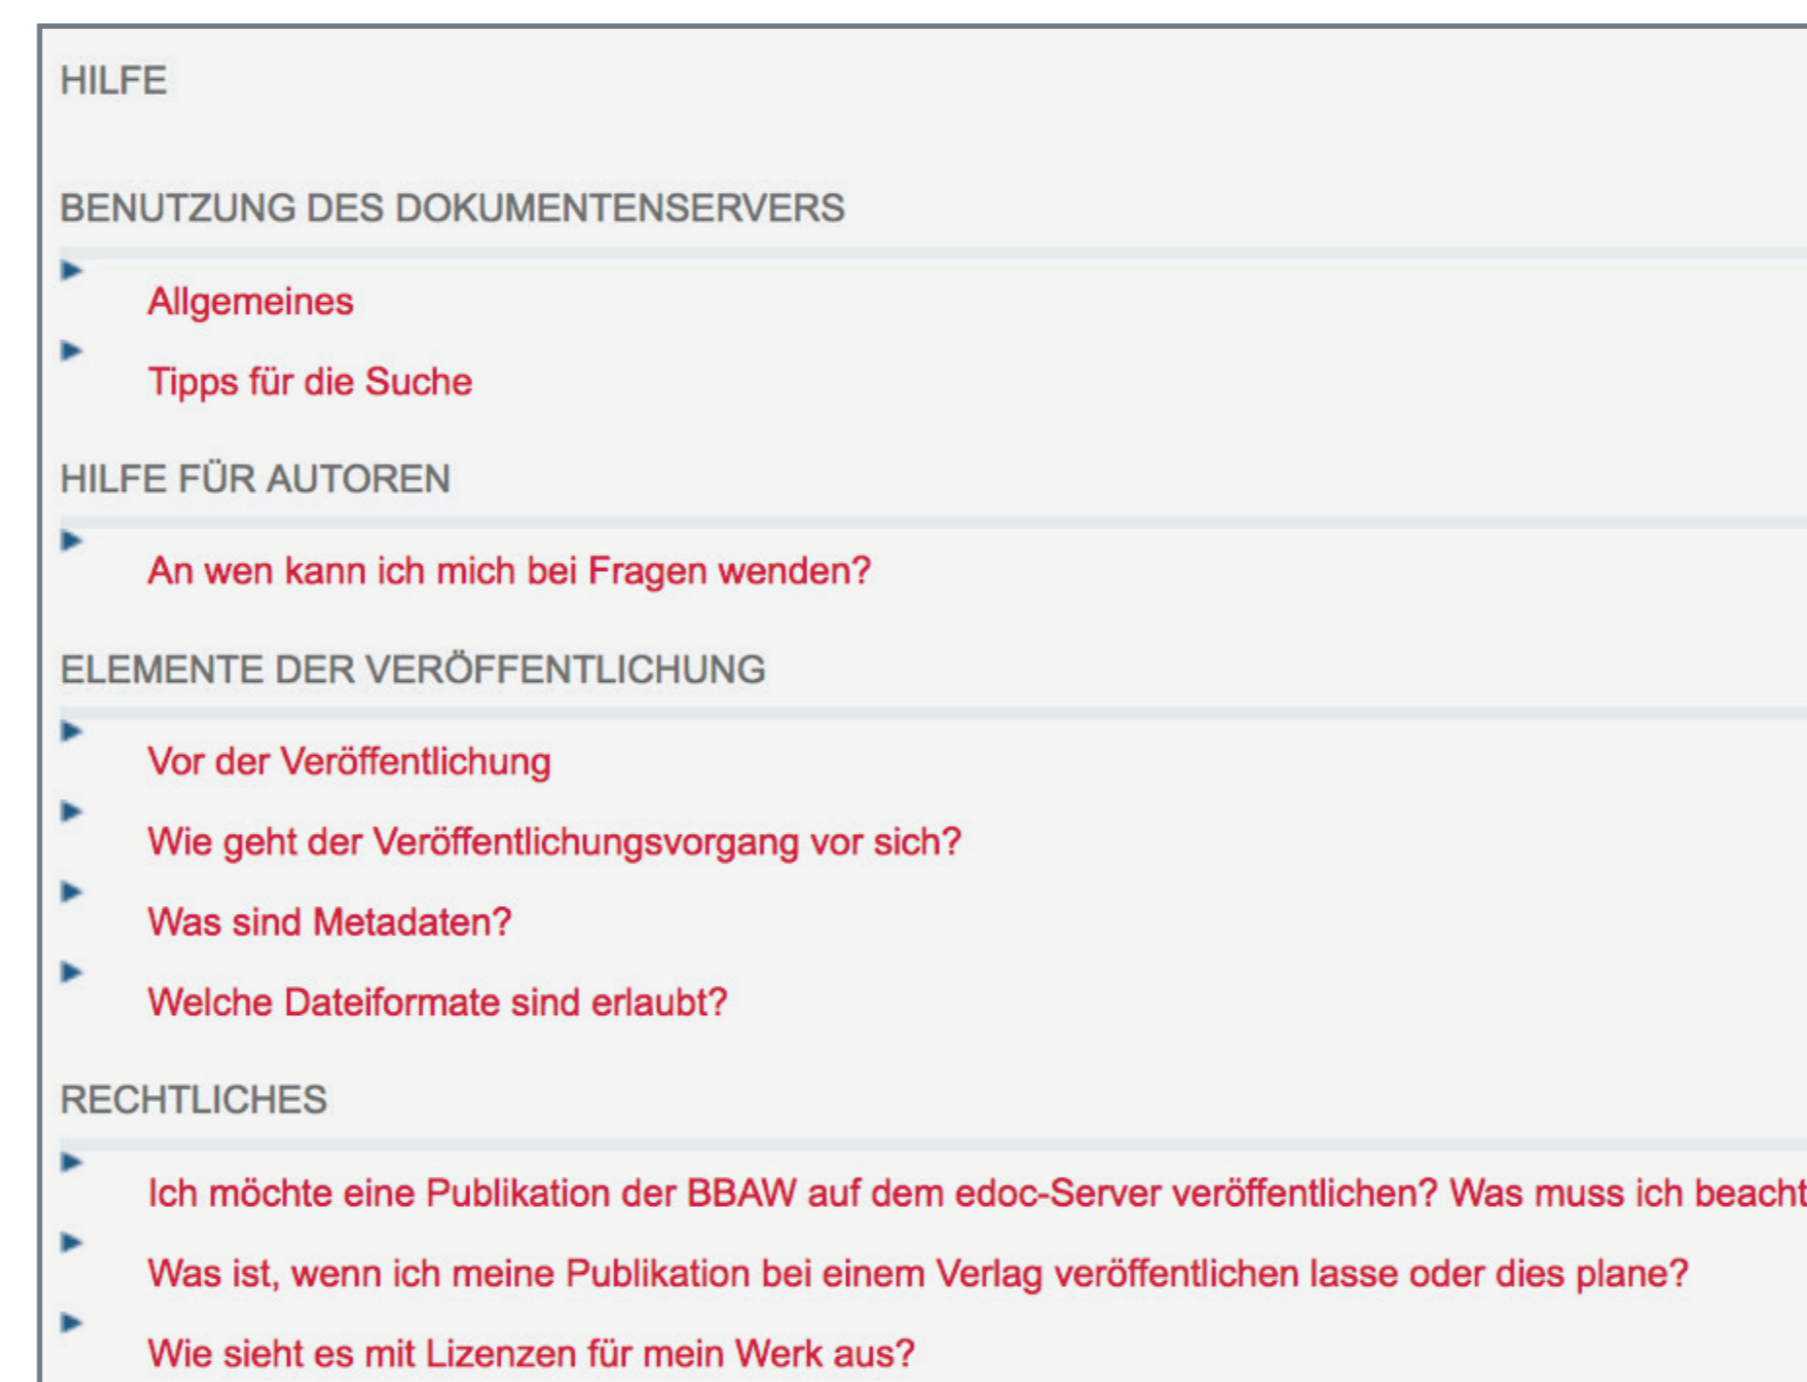 HILFE
BENUTZUNG DES DOKUMENTENSERVERS
Allgemeines
Tipps für die Suche
HILFE FÜR AUTOREN
An wen kann ich mich bei Fragen wenden?
ELEMENTE DER VERÖFFENTLICHUNG
Vor der Veröffentlichung
Wie geht der Veröffentlichungsvorgang vor sich?
Was sind Metadaten?
Welche Dateiformate sind erlaubt?
RECHTLICHES
Ich möchte eine Publikation der BBAW auf dem edoc-Server veröffentlichen? Was muss ich beacht
Was ist, wenn ich meine Publikation bei einem Verlag veröffentlichen lasse oder dies plane?
Wie sieht es mit Lizenzen für mein Werk aus?